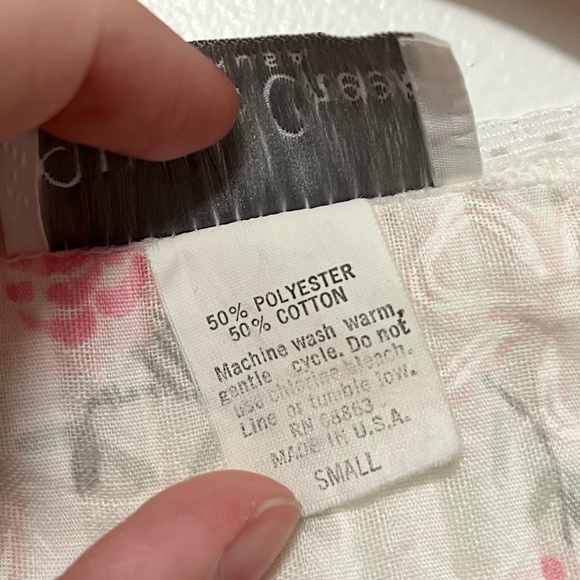 50% POLYESTER
50% COTTON
Machine wash warm,
gentle cycle. Do not
use chlorine bleach.
Line or tumble low.
RN 68863
MADE IN U.S.A.
SMALL